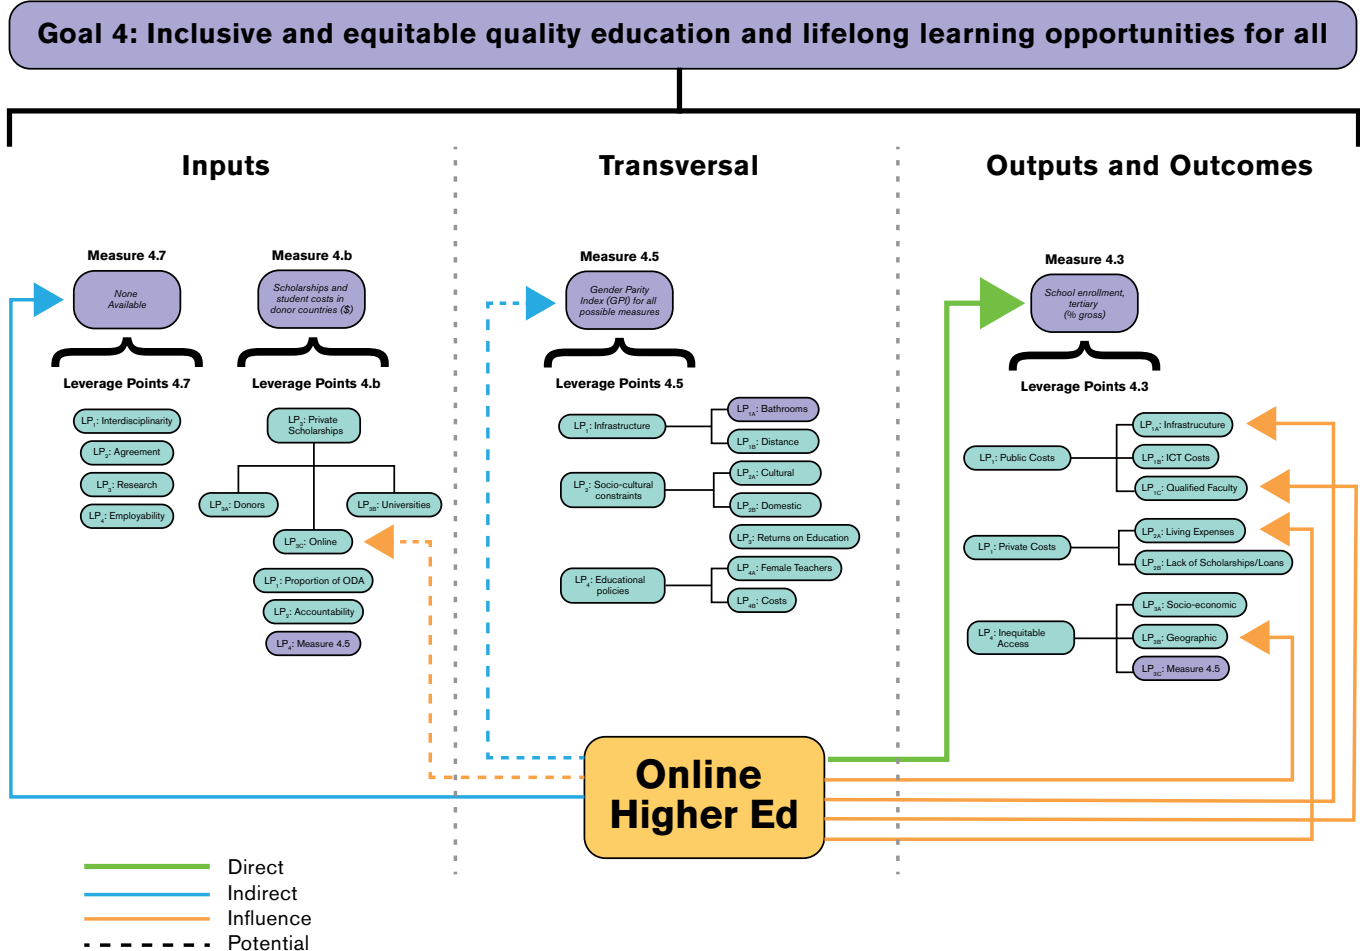 Goal 4: Inclusive and equitable quality education and lifelong learning opportunities for all
Inputs
Transversal
Outputs and Outcomes
Measure 4.7
None
Available
Leverage Points 4.7
LP1: Interdisciplinarity
LP2: Agreement
LP3: Research
LP4: Employability
Measure 4.b
Scholarships and
student costs in
donor countries ($)
Leverage Points 4.b
LP3: Private
Scholarships
LP3A: Donors
LP3B: Universities
LP3C: Online
LP1: Proportion of ODA
LP2: Accountability
LP4: Measure 4.5
Measure 4.5
Gender Parity
Index (GPI) for all
possible measures
Leverage Points 4.5
LP1: Infrastructure
LP1A: Bathrooms
LP1B: Distance
LP2: Socio-cultural
constraints
LP2A: Cultural
LP2B: Domestic
LP3: Returns on Education
LP4: Educational
policies
LP4A: Female Teachers
LP4B: Costs
Measure 4.3
School enrollment,
tertiary
(% gross)
Leverage Points 4.3
LP1: Public Costs
LP1A: Infrastrucuture
LP1B: ICT Costs
LP1C: Qualified Faculty
LP1: Private Costs
LP2A: Living Expenses
LP2B: Lack of Scholarships/Loans
LP4: Inequitable
Access
LP3A: Socio-economic
LP3B: Geographic
LP3C: Measure 4.5
Online
Higher Ed
Direct
Indirect
Influence
Potential